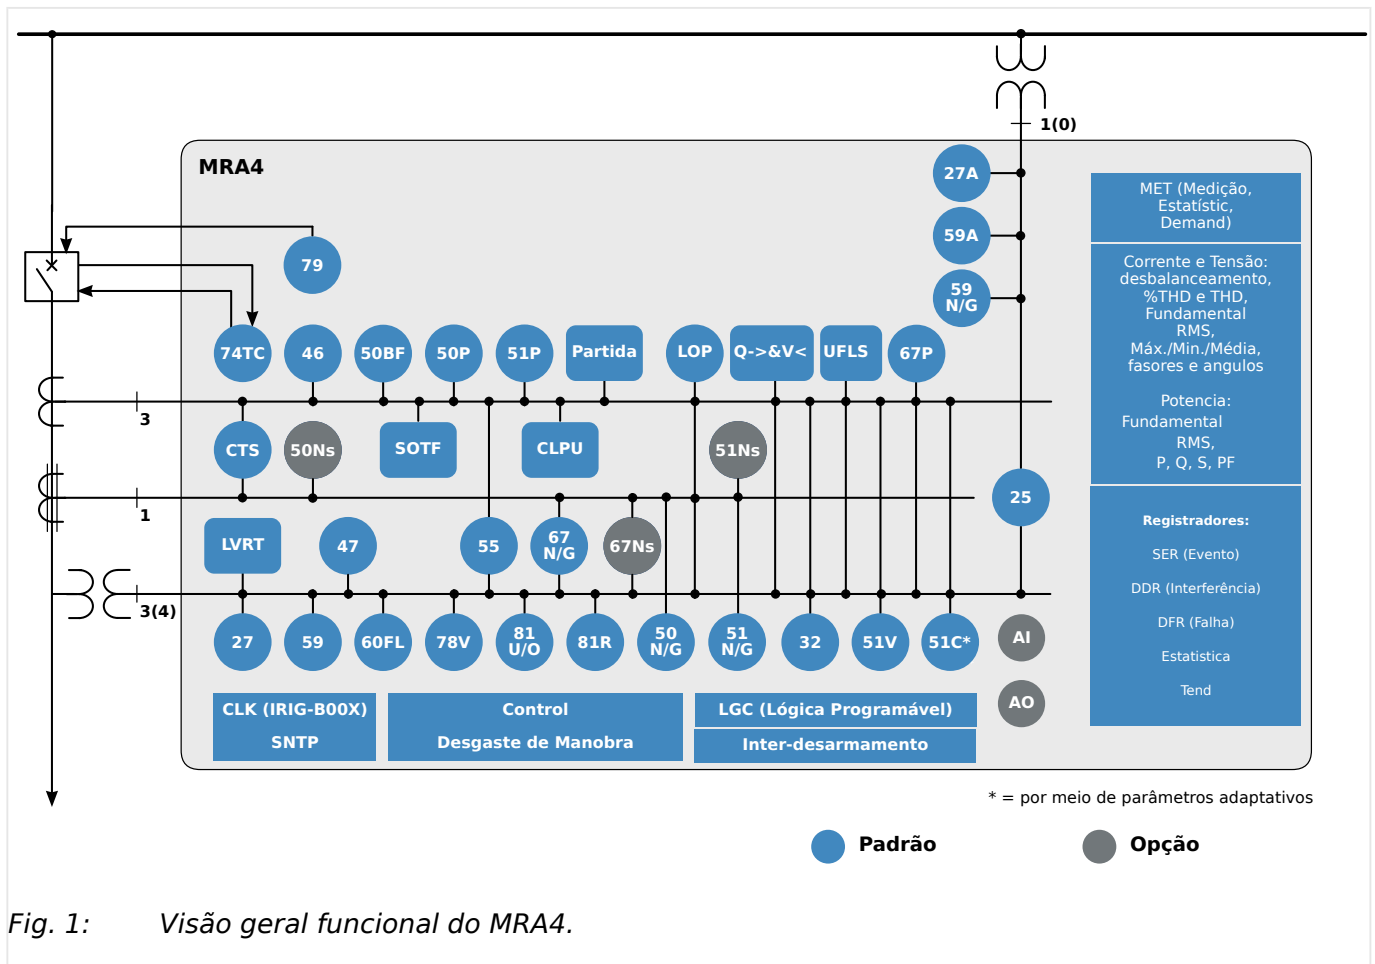 1(0)
MRA4
27A
59A
59
N/G
79
74TC
46
50BF
50P
51P
Partida
LOP
Q->&V<
UFLS
67P
3
CTS
50Ns
SOTF
CLPU
51Ns
1
25
LVRT
47
55
67
N/G
67Ns
3(4)
27
59
60FL
78V
81
U/O
81R
50
N/G
51
N/G
32
51V
51C*
AI
AO
CLK (IRIG-B00X)
SNTP
Control
Desgaste de Manobra
LGC (Lógica Programável)
Inter-desarmamento
MET (Medição,
Estatístic,
Demand)
Corrente e Tensão:
desbalanceamento,
%THD e THD,
Fundamental
RMS,
Máx./Min./Média,
fasores e angulos
Potencia:
Fundamental
RMS,
P, Q, S, PF
Registradores:
SER (Evento)
DDR (Interferência)
DFR (Falha)
Estatistica
Tend
* = por meio de parâmetros adaptativos
Padrão
Opção
Fig. 1: Visão geral funcional do MRA4.